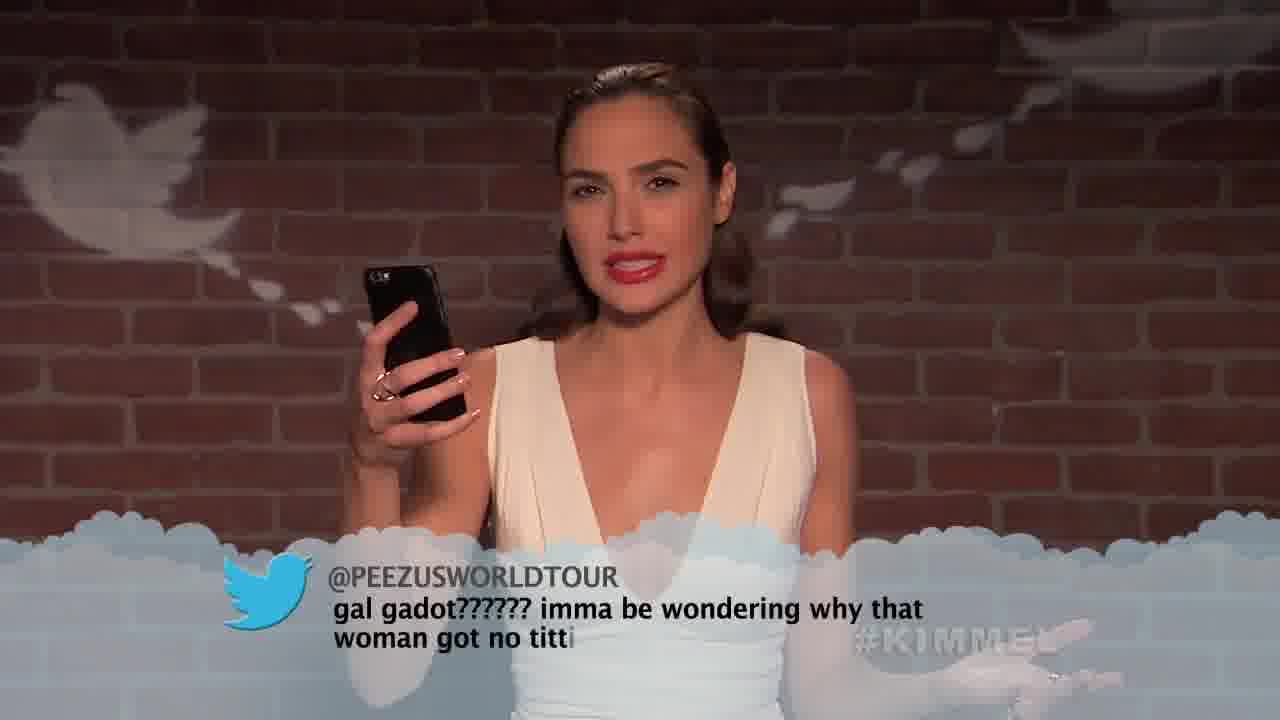 @PEEZUSWORLDTOUR
gal gadot?????? imma be wondering why that
woman got no titti
#KIMMEL